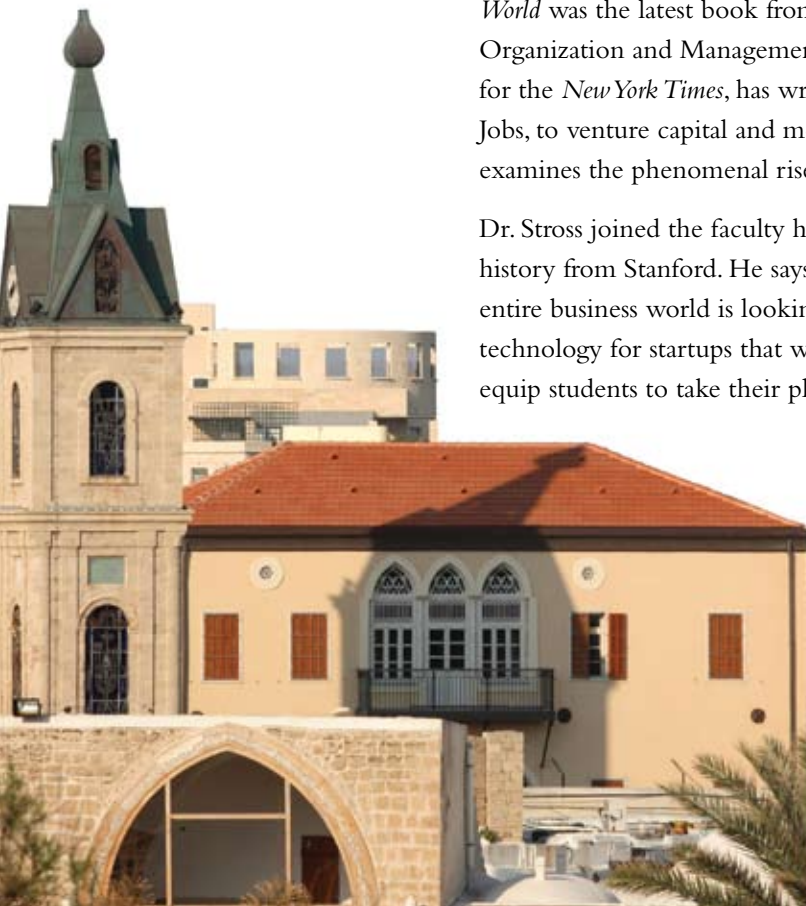 World was the latest book from
Organization and Management
for the New York Times, has wr
Jobs, to venture capital and m
examines the phenomenal rise
Dr. Stross joined the faculty h
history from Stanford. He says
entire business world is lookin
technology for startups that w
equip students to take their pl